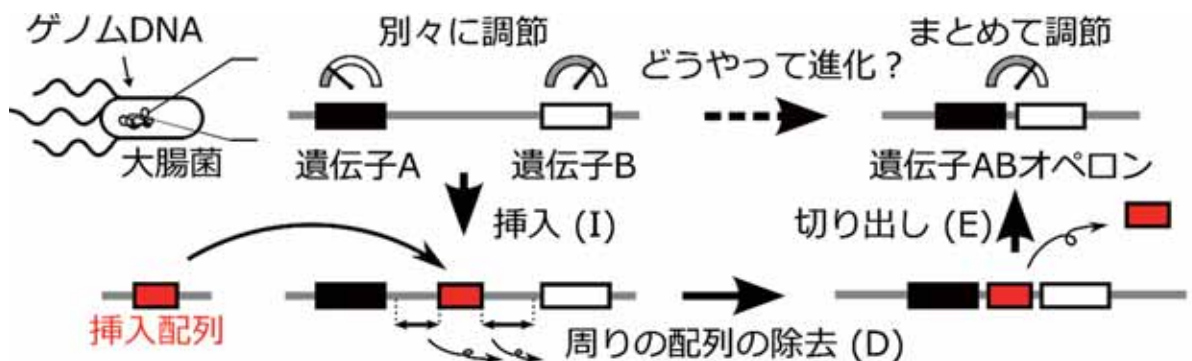 ゲノムDNA
別々に調節
どうやって進化？
まとめて調節
大腸菌
遺伝子A
遺伝子B
遺伝子ABオペロン
挿入 (I)
切り出し (E)
挿入配列
周りの配列の除去 (D)